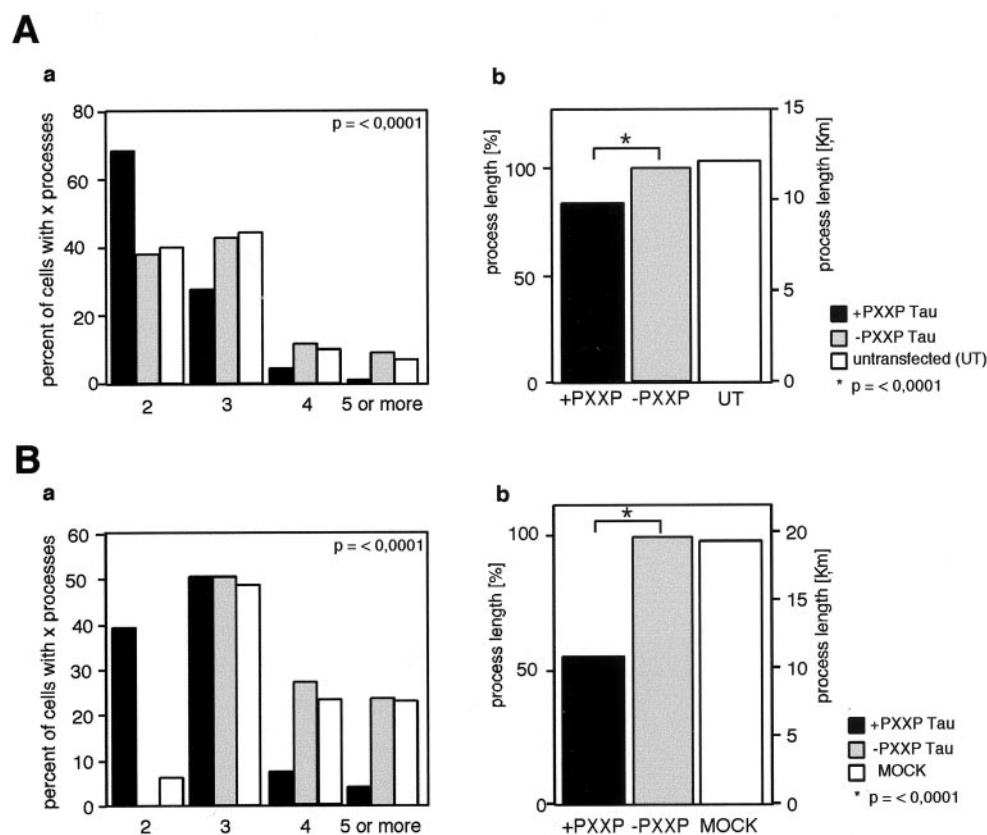 A
a
80
60
40
20
0
percent of cells with x processes
p = < 0,0001
2 3 4 5 or more
b
100
50
0
process length [%]
*
15
10
5
0
process length [Ķm]
+PXXP -PXXP UT
+PXXP Tau
-PXXP Tau
untransfected (UT)
* p = < 0,0001
B
a
60
50
40
30
20
10
0
percent of cells with x processes
p = < 0,0001
2 3 4 5 or more
b
100
50
0
process length [%]
*
20
15
10
5
0
process length [Ķm]
+PXXP -PXXP MOCK
+PXXP Tau
-PXXP Tau
MOCK
* p = < 0,0001